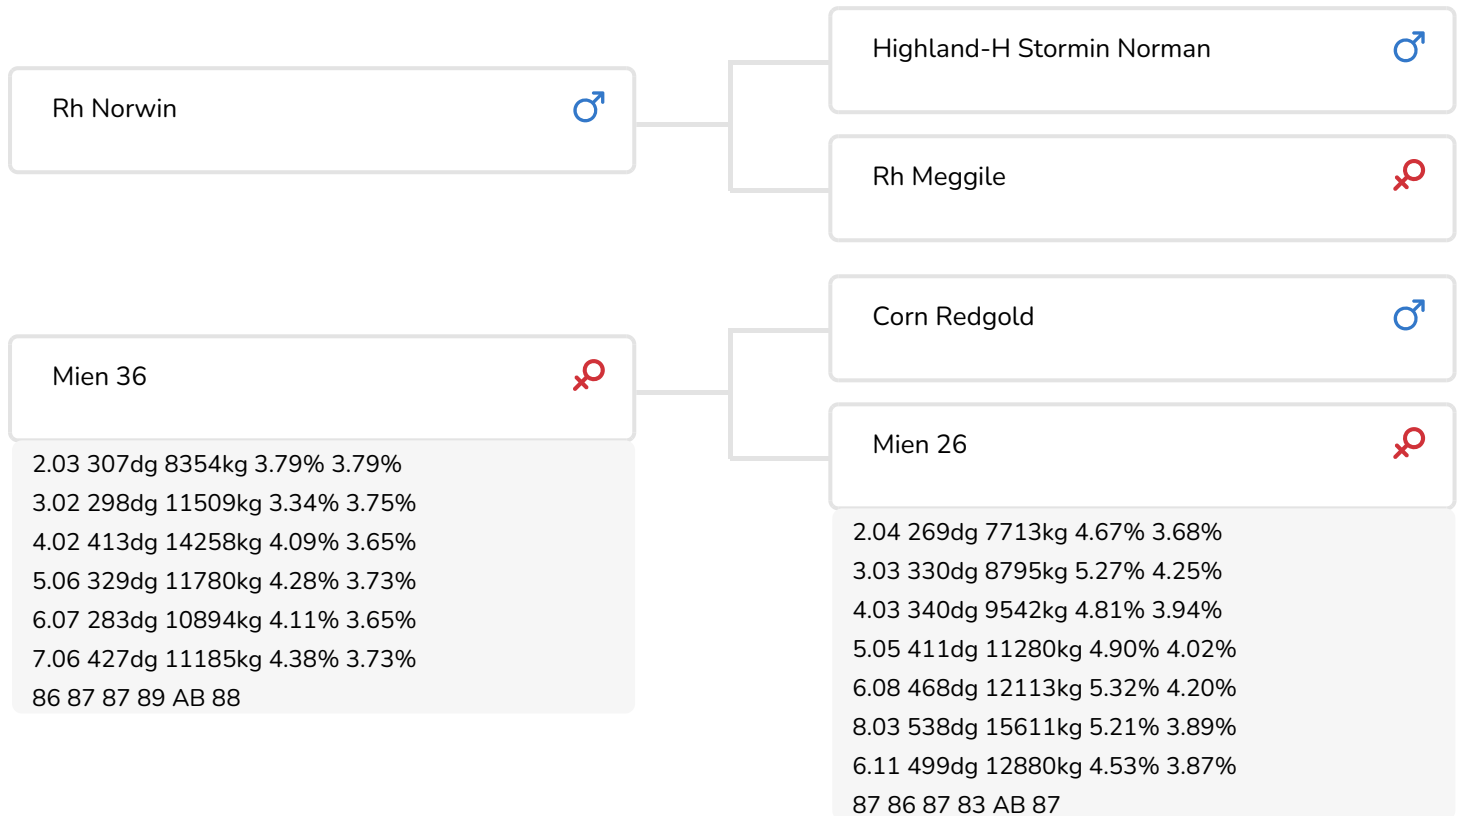 Highland-H Stormin Norman
Rh Norwin
Rh Meggile
Corn Redgold
Mien 36
Mien 26
2.03 307dg 8354kg 3.79% 3.79%
3.02 298dg 11509kg 3.34% 3.75%
4.02 413dg 14258kg 4.09% 3.65%
5.06 329dg 11780kg 4.28% 3.73%
6.07 283dg 10894kg 4.11% 3.65%
7.06 427dg 11185kg 4.38% 3.73%
86 87 87 89 AB 88
2.04 269dg 7713kg 4.67% 3.68%
3.03 330dg 8795kg 5.27% 4.25%
4.03 340dg 9542kg 4.81% 3.94%
5.05 411dg 11280kg 4.90% 4.02%
6.08 468dg 12113kg 5.32% 4.20%
8.03 538dg 15611kg 5.21% 3.89%
6.11 499dg 12880kg 4.53% 3.87%
87 86 87 83 AB 87